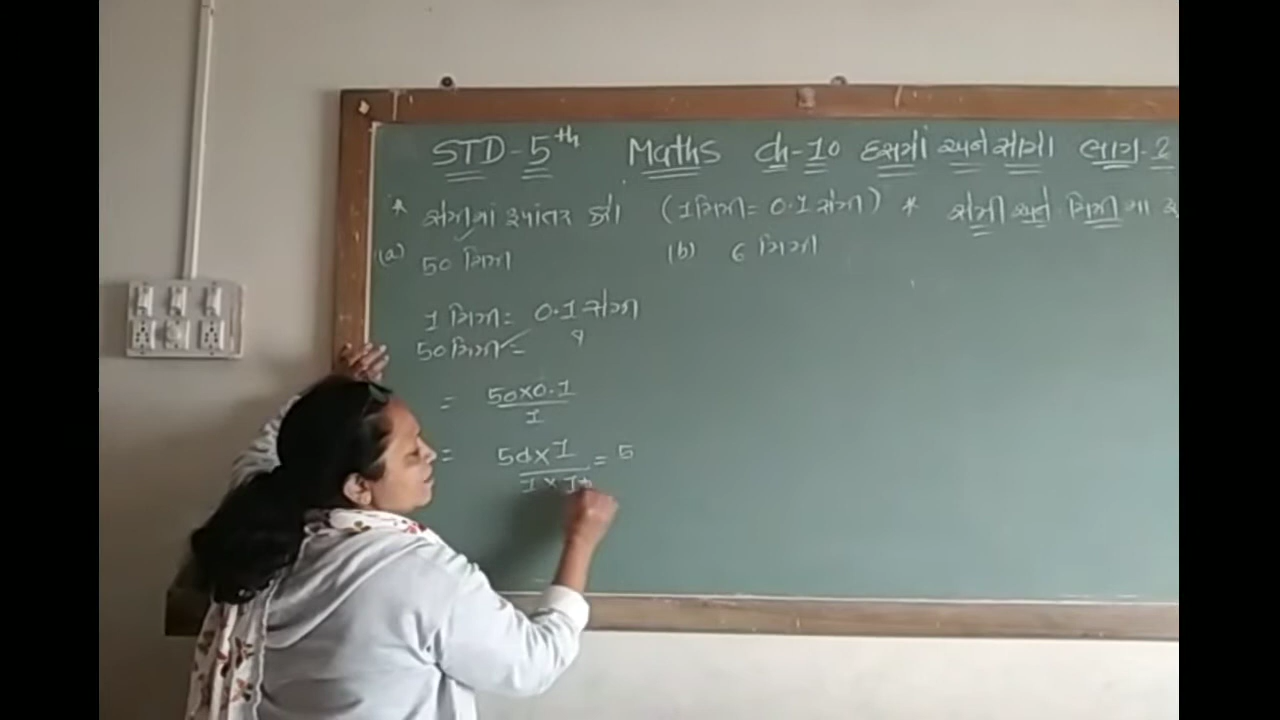 STD-5th Maths Ch-10 દસમાં અને સોમાં ભાગ-2
* સેમીમાં રૂપાંતર કરો (1મિમી = 0.1 સેમી) * સેમી અને મિમી મા
(a) 50 મિમી (b) 6 મિમી
1 મિમી = 0.1 સેમી
50 મિમી =
= 50×0.1
1
= 50×1 = 5
1×10